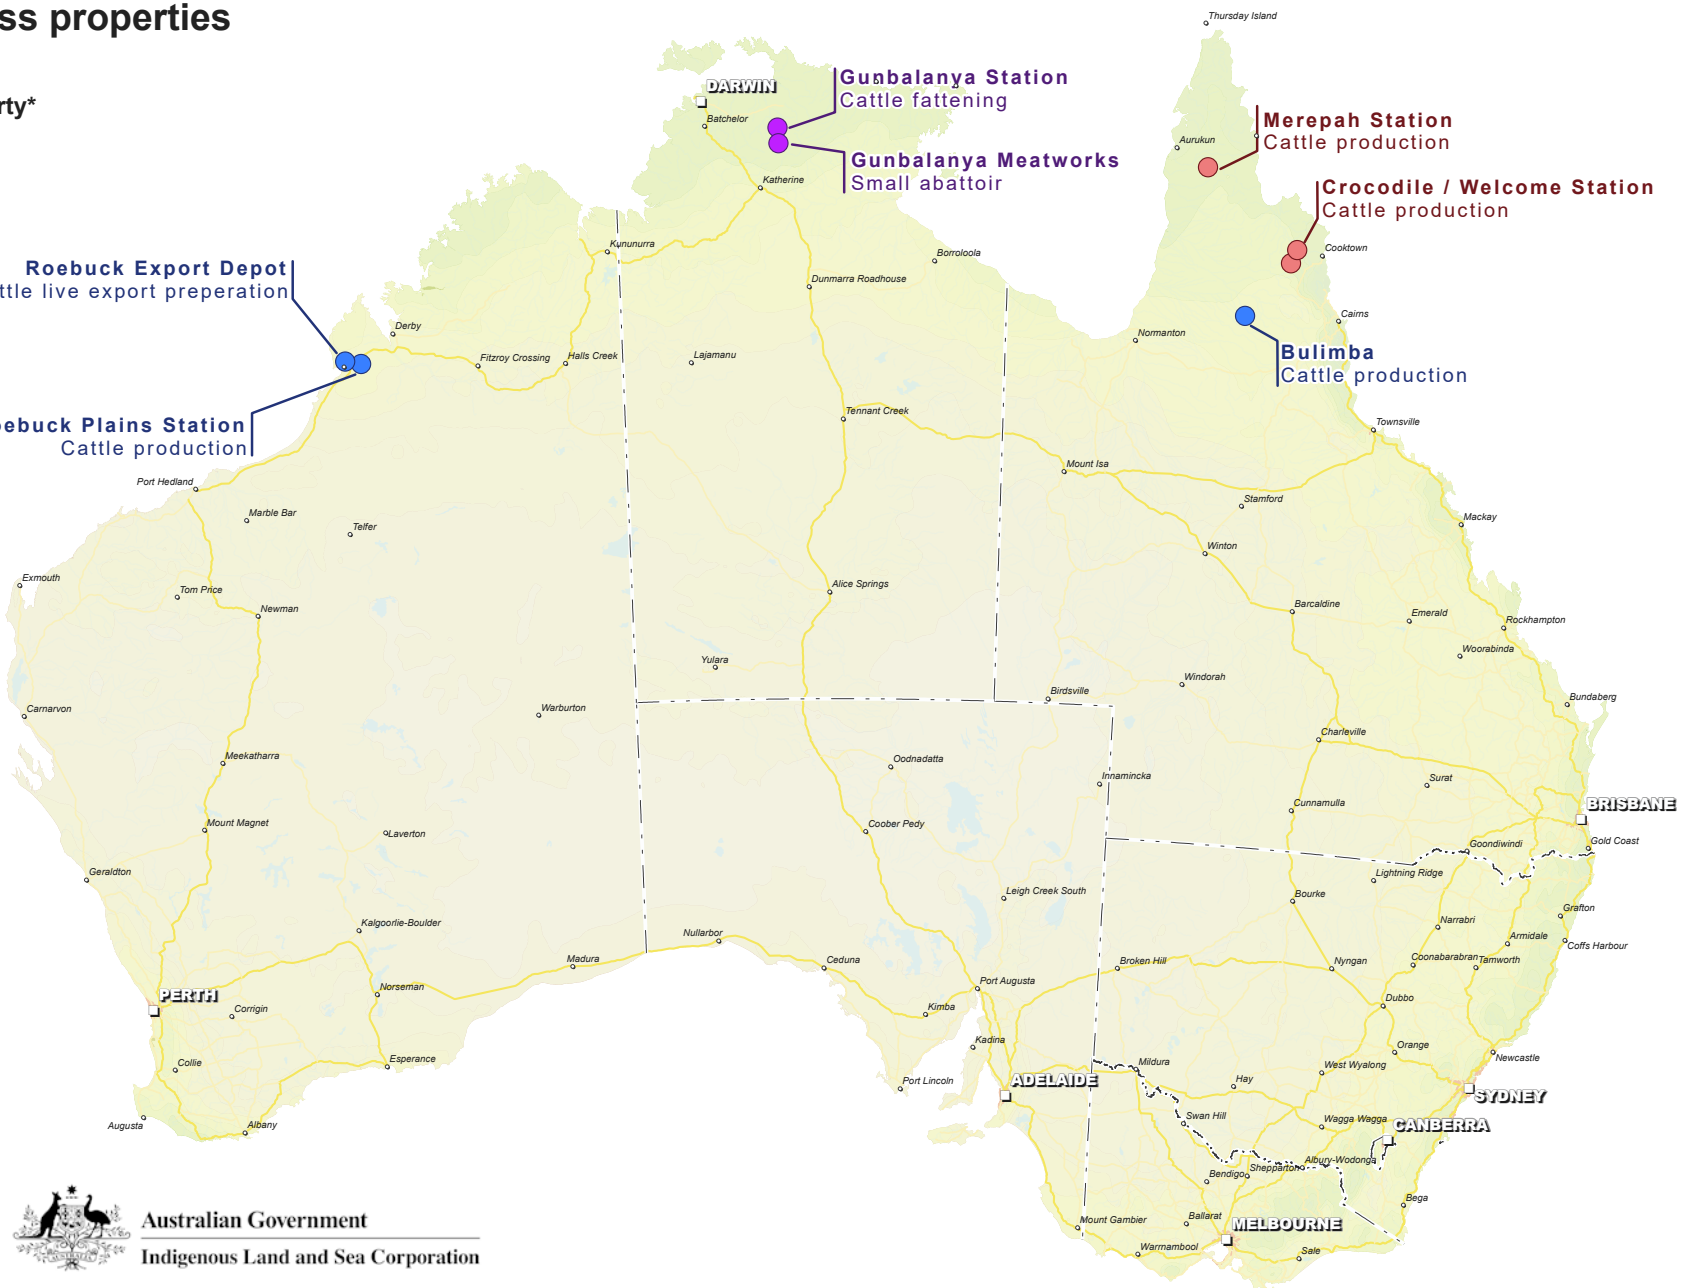 ss properties
rty*
Thursday Island
DARWIN
Gunbalanya Station
Cattle fattening
Batchelor
Merepah Station
Cattle production
Aurukun
Gunbalanya Meatworks
Small abattoir
Katherine
Crocodile / Welcome Station
Cattle production
Kununurra
Borroloola
Cooktown
Roebuck Export Depot
ttle live export preperation
Dunmarra Roadhouse
Derby
Cairns
Normanton
Fitzroy Crossing
Halls Creek
Lajamanu
Bulimba
Cattle production
Tennant Creek
ebuck Plains Station
Cattle production
Townsville
Mount Isa
Port Hedland
Stamford
Marble Bar
Telfer
Mackay
Winton
Exmouth
Tom Price
Alice Springs
Newman
Barcaldine
Emerald
Rockhampton
Woorabinda
Yulara
Windorah
Birdsville
Bundaberg
Carnarvon
Warburton
Charleville
Meekatharra
Oodnadatta
Innamincka
Surat
Cunnamulla
BRISBANE
Mount Magnet
Laverton
Coober Pedy
Gold Coast
Goondiwindi
Geraldton
Lightning Ridge
Leigh Creek South
Bourke
Grafton
Kalgoorlie-Boulder
Narrabri
Nullarbor
Armidale
Coffs Harbour
Madura
Ceduna
Broken Hill
Nyngan
Coonabarabran
Tamworth
Port Augusta
PERTH
Norseman
Dubbo
Corrigin
Kimba
Kadina
Orange
Newcastle
Collie
Esperance
Mildura
West Wyalong
Port Lincoln
ADELAIDE
Hay
SYDNEY
Augusta
Albany
Swan Hill
Wagga Wagga
CANBERRA
Albury-Wodonga
Bendigo
Shepparton
Bega
Mount Gambier
Ballarat
MELBOURNE
Warrnambool
Sale
AUSTRALIA
Australian Government
Indigenous Land and Sea Corporation